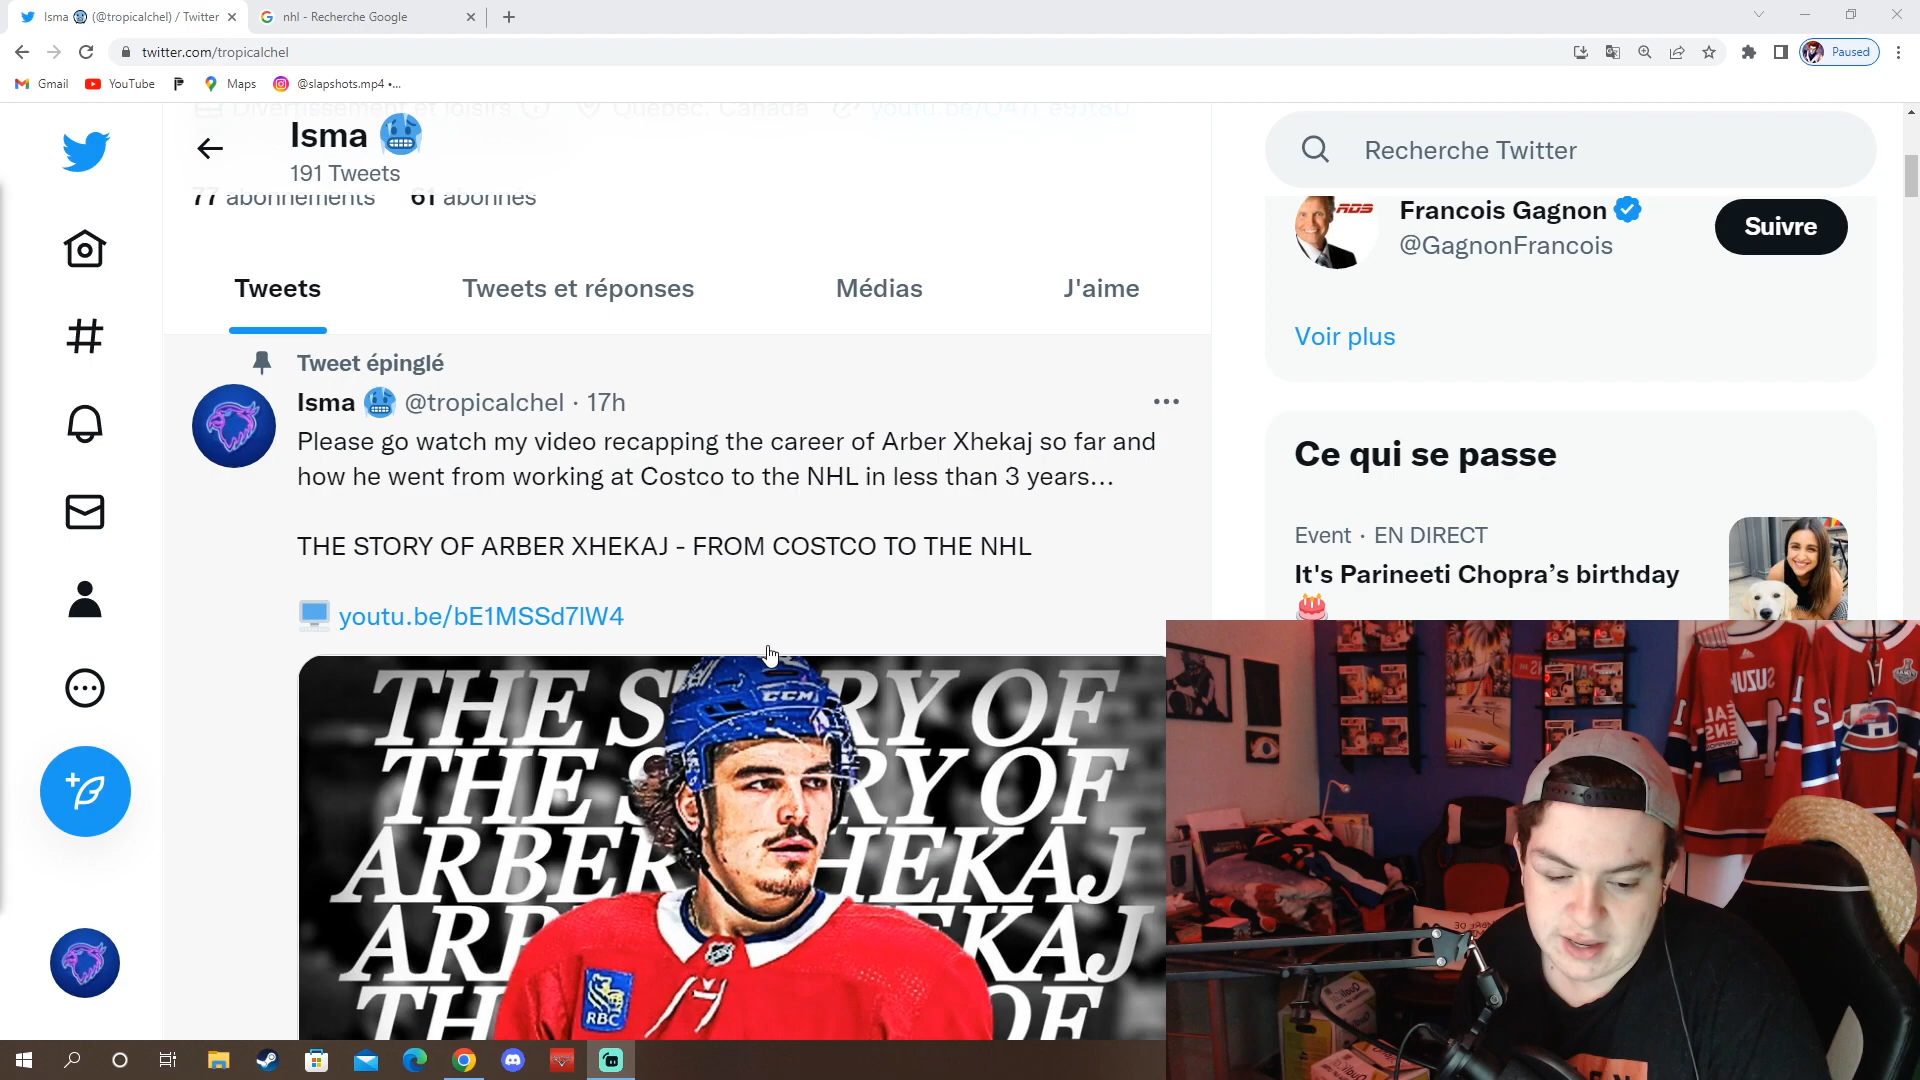 Isma 🥶 (@tropicalchel) / Twitter
nhl - Recherche Google
twitter.com/tropicalchel
Paused
Gmail
YouTube
Maps
@slapshots.mp4 •...
Isma 🥶
191 Tweets
77 abonnements 61 abonnés
Tweets
Tweets et réponses
Médias
J'aime
Tweet épinglé
Isma 🥶 @tropicalchel · 17h
Please go watch my video recapping the career of Arber Xhekaj so far and
how he went from working at Costco to the NHL in less than 3 years...
THE STORY OF ARBER XHEKAJ - FROM COSTCO TO THE NHL
🖥️ youtu.be/bE1MSSd7lW4
CCM
RBC
Recherche Twitter
RDS
Francois Gagnon
@GagnonFrancois
Suivre
Voir plus
Ce qui se passe
Event · EN DIRECT
It's Parineeti Chopra’s birthday
🎂